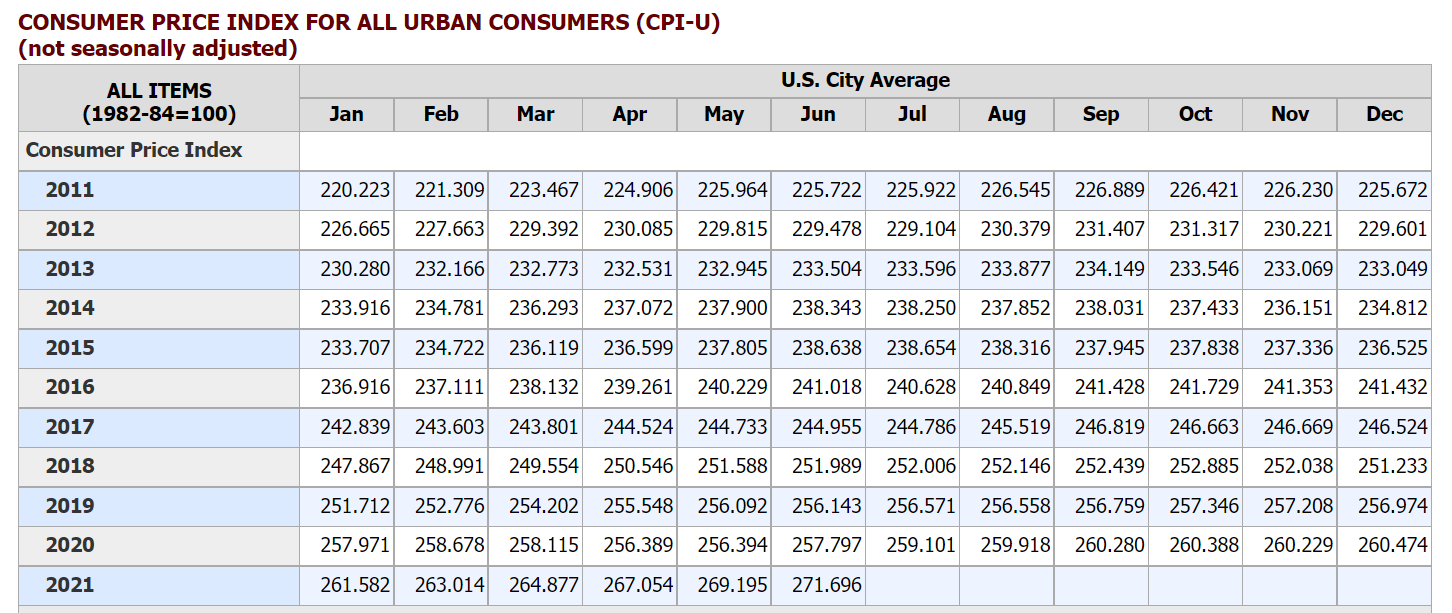 CONSUMER PRICE INDEX FOR ALL URBAN CONSUMERS (CPI-U)
(not seasonally adjusted)
ALL ITEMS
(1982-84=100)
U.S. City Average
Jan Feb Mar Apr May Jun Jul Aug Sep Oct Nov Dec
Consumer Price Index
2011 220.223 221.309 223.467 224.906 225.964 225.722 225.922 226.545 226.889 226.421 226.230 225.672
2012 226.665 227.663 229.392 230.085 229.815 229.478 229.104 230.379 231.407 231.317 230.221 229.601
2013 230.280 232.166 232.773 232.531 232.945 233.504 233.596 233.877 234.149 233.546 233.069 233.049
2014 233.916 234.781 236.293 237.072 237.900 238.343 238.250 237.852 238.031 237.433 236.151 234.812
2015 233.707 234.722 236.119 236.599 237.805 238.638 238.654 238.316 237.945 237.838 237.336 236.525
2016 236.916 237.111 238.132 239.261 240.229 241.018 240.628 240.849 241.428 241.729 241.353 241.432
2017 242.839 243.603 243.801 244.524 244.733 244.955 244.786 245.519 246.819 246.663 246.669 246.524
2018 247.867 248.991 249.554 250.546 251.588 251.989 252.006 252.146 252.439 252.885 252.038 251.233
2019 251.712 252.776 254.202 255.548 256.092 256.143 256.571 256.558 256.759 257.346 257.208 256.974
2020 257.971 258.678 258.115 256.389 256.394 257.797 259.101 259.918 260.280 260.388 260.229 260.474
2021 261.582 263.014 264.877 267.054 269.195 271.696